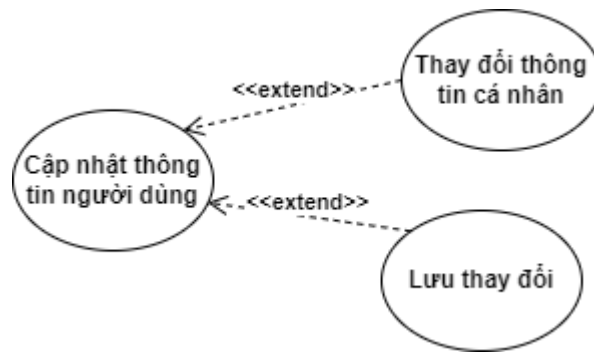 Thay đổi thông
tin cá nhân
<<extend>>
Cập nhật thông
tin người dùng
<<extend>>
Lưu thay đổi